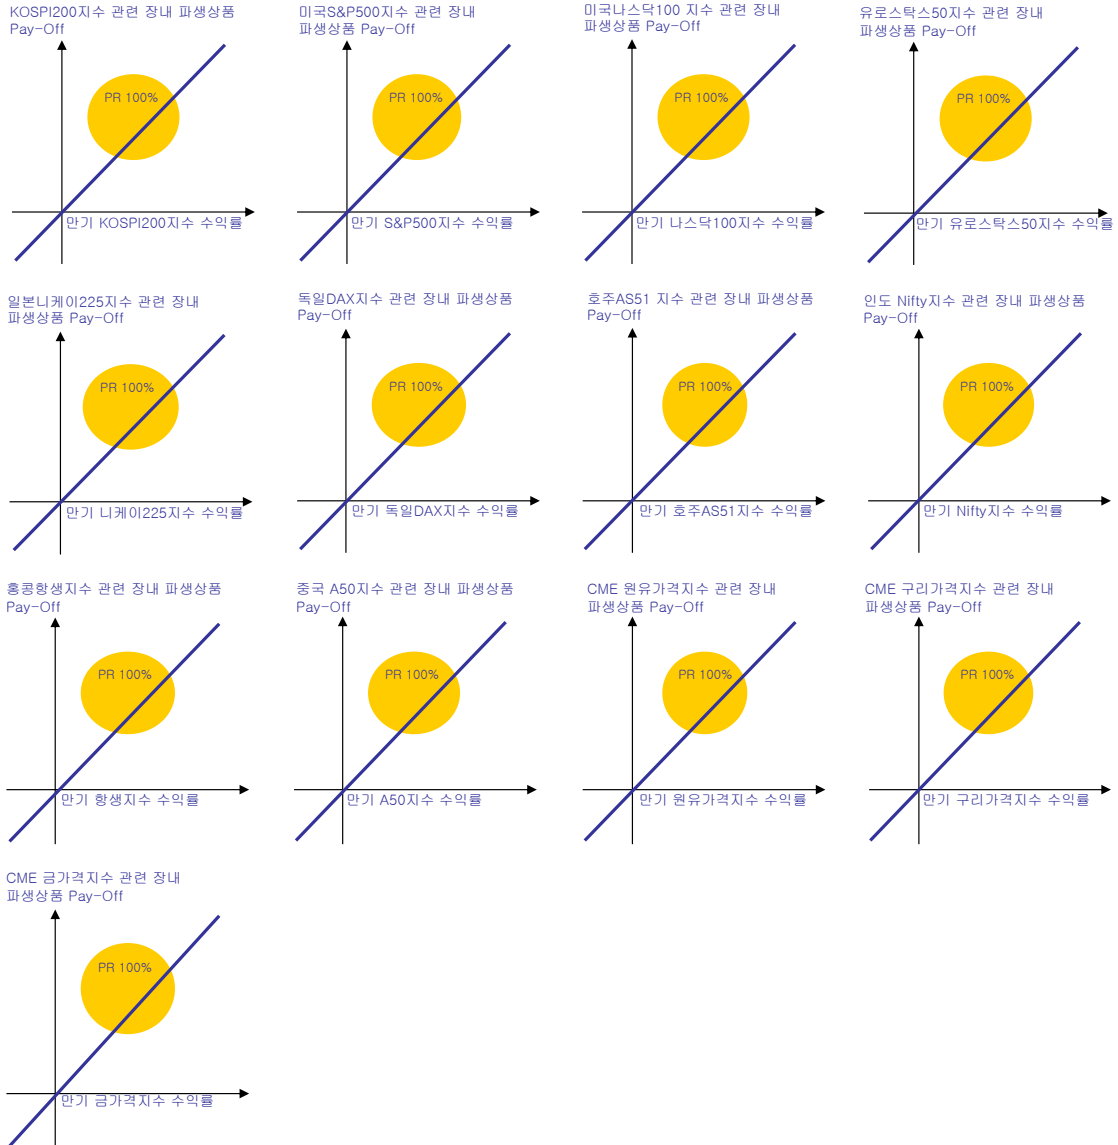 KOSPI200지수 관련 장내 파생상품
Pay-Off
PR 100%
만기 KOSPI200지수 수익률
미국S&P500지수 관련 장내
파생상품 Pay-Off
PR 100%
만기 S&P500지수 수익률
미국나스닥100 지수 관련 장내
파생상품 Pay-Off
PR 100%
만기 나스닥100지수 수익률
유로스탁스50지수 관련 장내
파생상품 Pay-Off
PR 100%
만기 유로스탁스50지수 수익률
일본니케이225지수 관련 장내
파생상품 Pay-Off
PR 100%
만기 니케이225지수 수익률
독일DAX지수 관련 장내 파생상품
Pay-Off
PR 100%
만기 독일DAX지수 수익률
호주AS51 지수 관련 장내 파생상품
Pay-Off
PR 100%
만기 호주AS51지수 수익률
인도 Nifty지수 관련 장내 파생상품
Pay-Off
PR 100%
만기 Nifty지수 수익률
홍콩항생지수 관련 장내 파생상품
Pay-Off
PR 100%
만기 항생지수 수익률
중국 A50지수 관련 장내 파생상품
Pay-Off
PR 100%
만기 A50지수 수익률
CME 원유가격지수 관련 장내
파생상품 Pay-Off
PR 100%
만기 원유가격지수 수익률
CME 구리가격지수 관련 장내
파생상품 Pay-Off
PR 100%
만기 구리가격지수 수익률
CME 금가격지수 관련 장내
파생상품 Pay-Off
PR 100%
만기 금가격지수 수익률